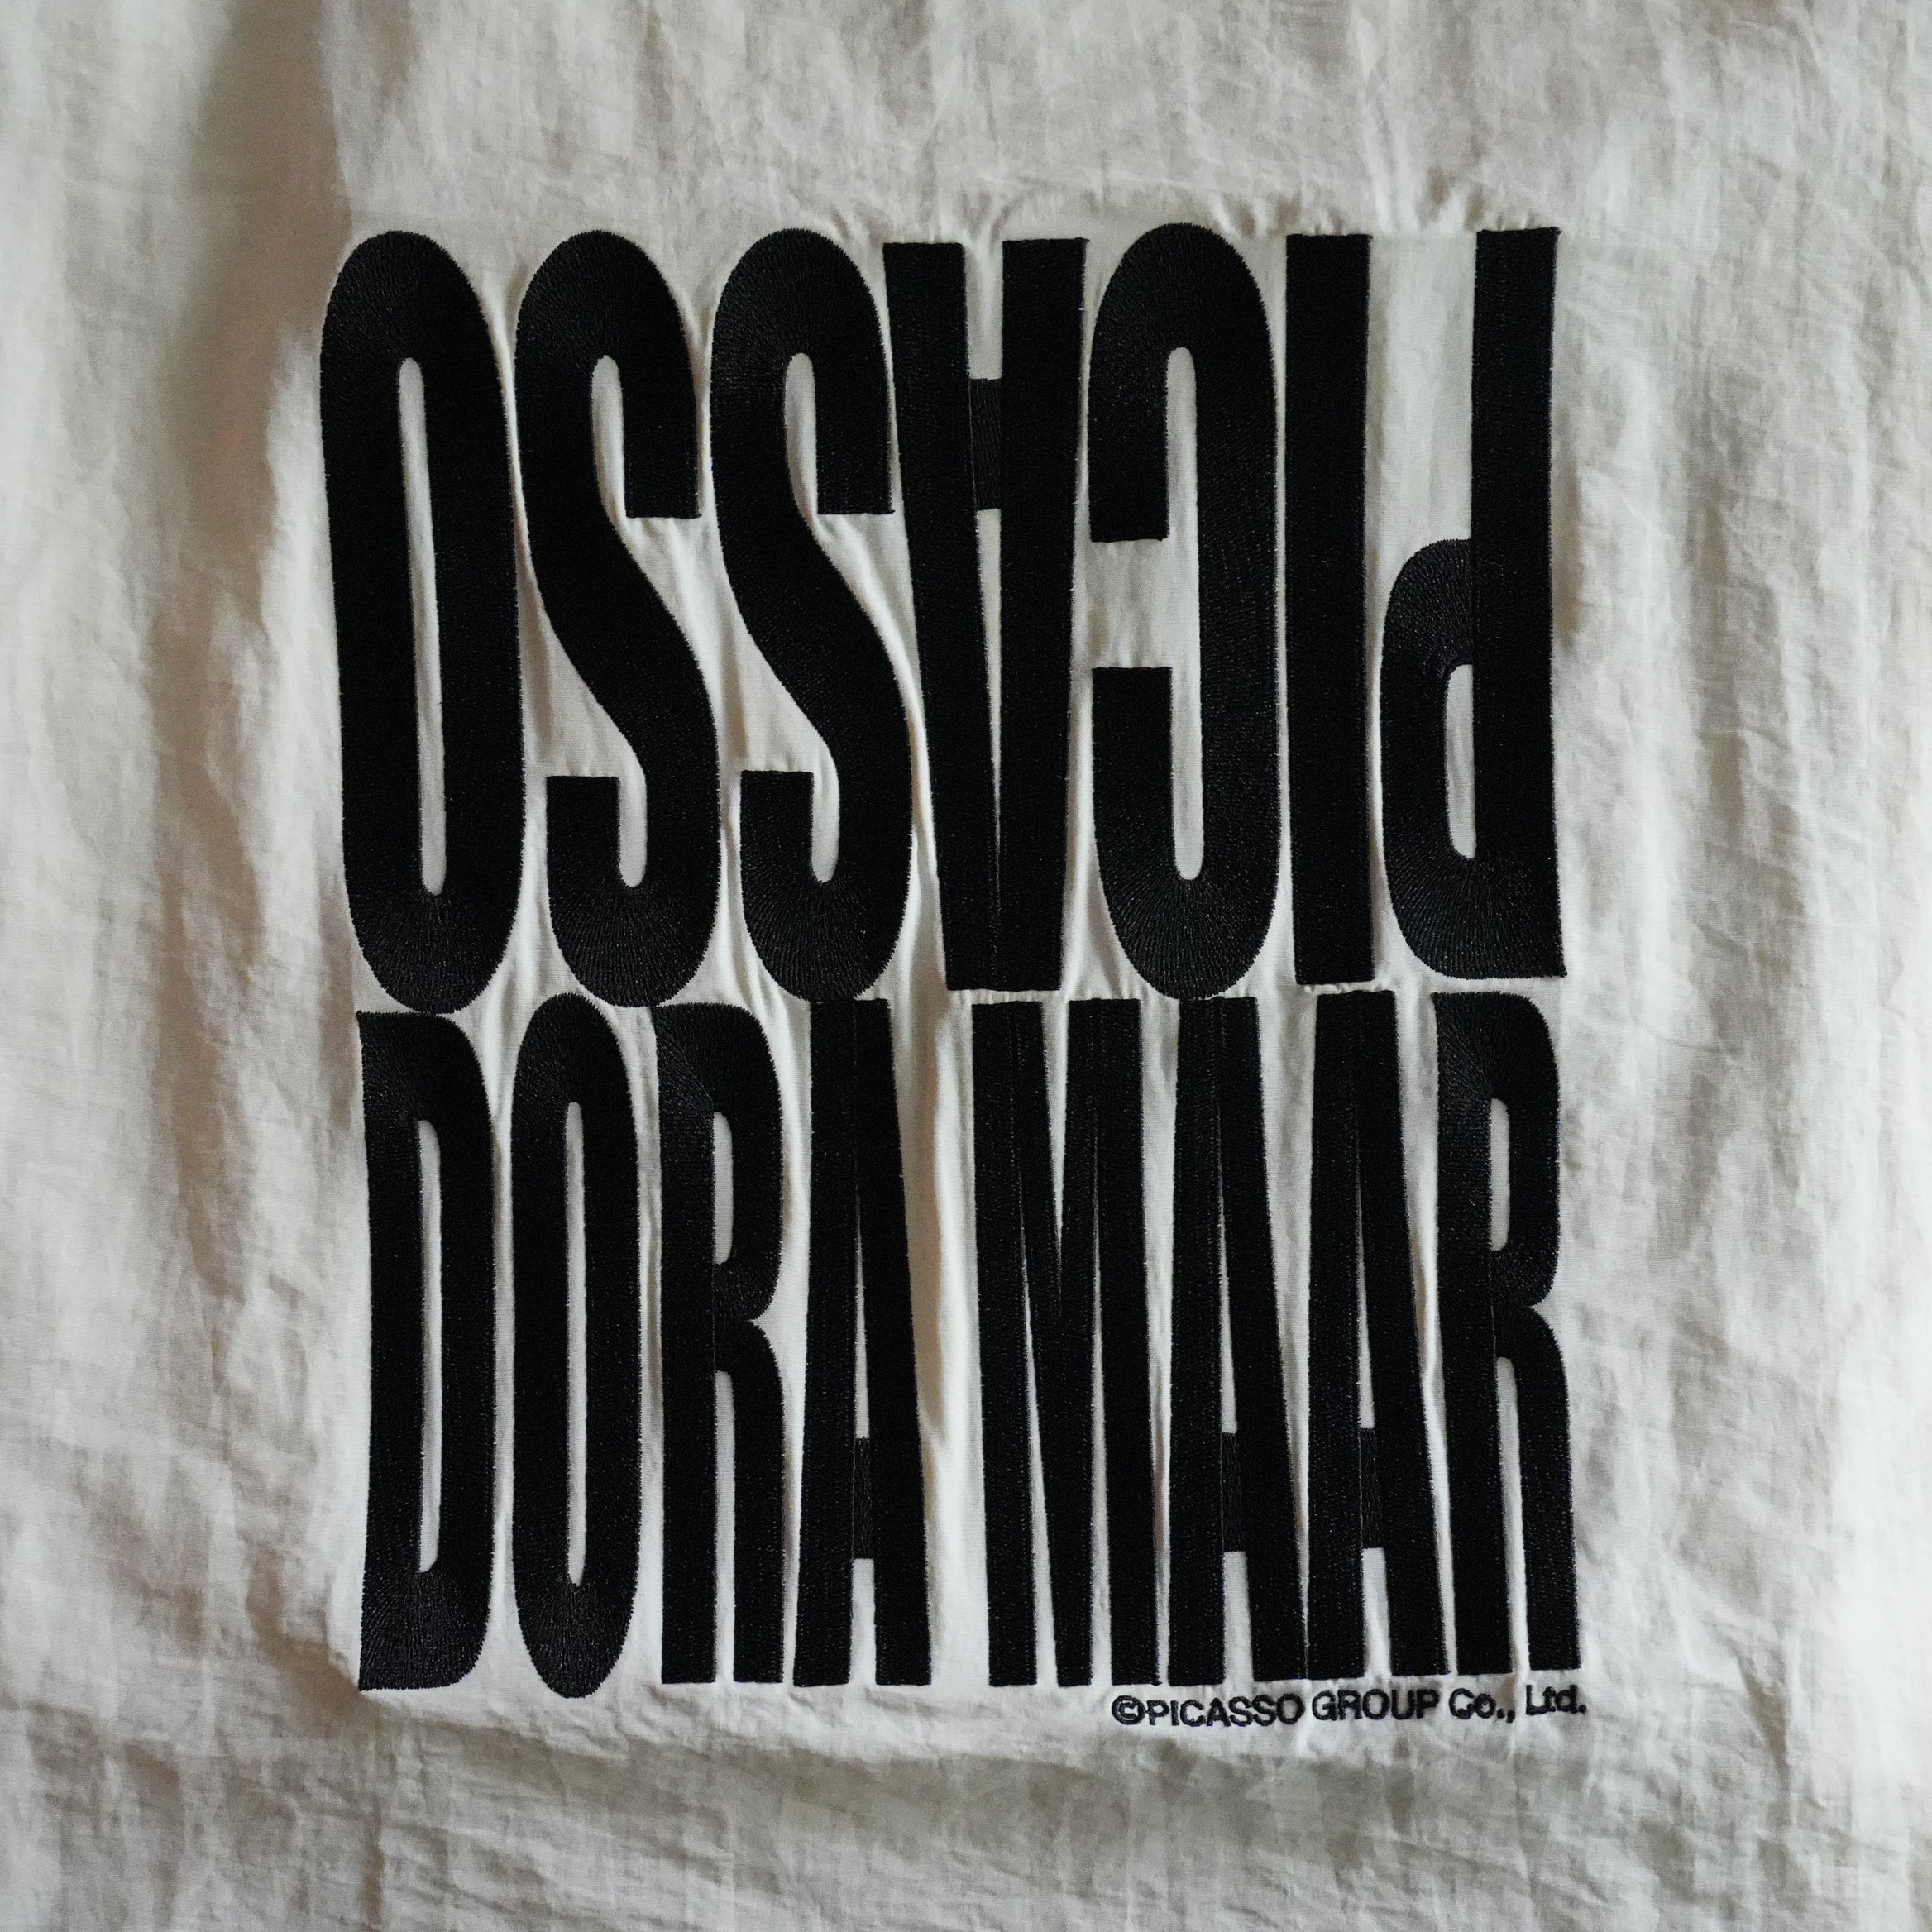 PICASSO
DORA MAAR
©PICASSO GROUP Co., Ltd.